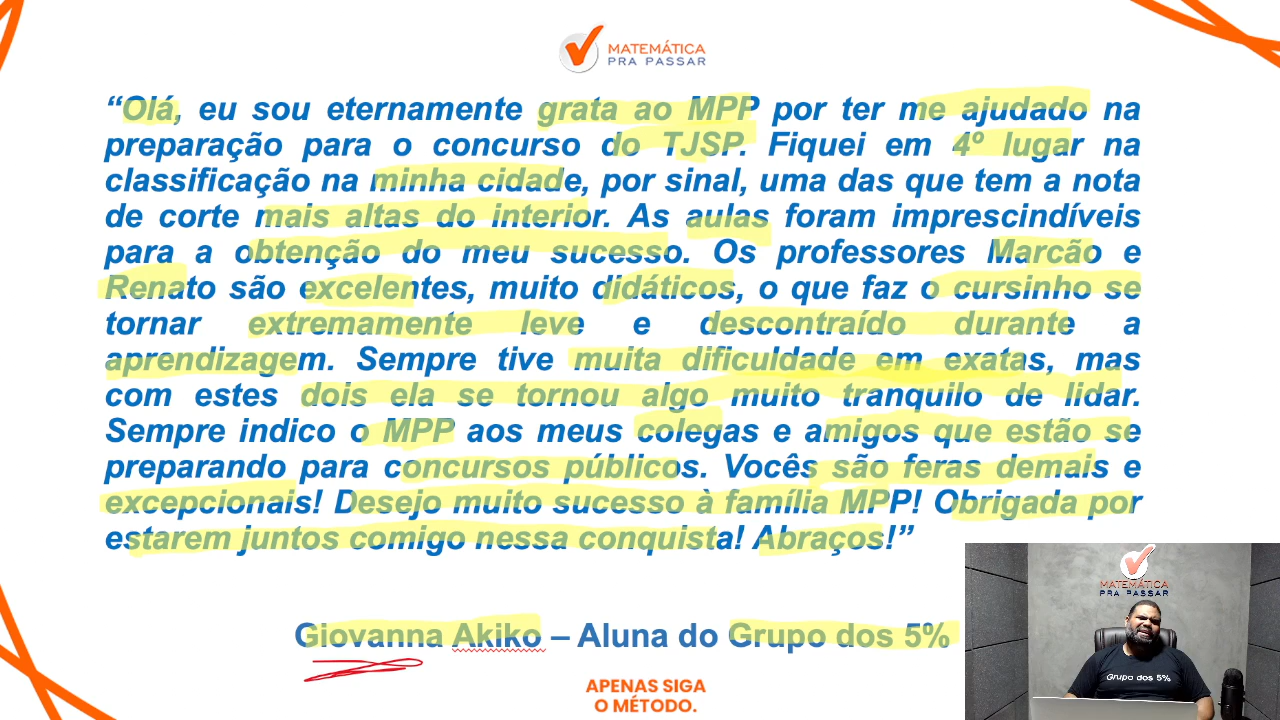 MATEMÁTICA
PRA PASSAR
“Olá, eu sou eternamente grata ao MPP por ter me ajudado na
preparação para o concurso do TJSP. Fiquei em 4º lugar na
classificação na minha cidade, por sinal, uma das que tem a nota
de corte mais altas do interior. As aulas foram imprescindíveis
para a obtenção do meu sucesso. Os professores Marcão e
Renato são excelentes, muito didáticos, o que faz o cursinho se
tornar extremamente leve e descontraído durante a
aprendizagem. Sempre tive muita dificuldade em exatas, mas
com estes dois ela se tornou algo muito tranquilo de lidar.
Sempre indico o MPP aos meus colegas e amigos que estão se
preparando para concursos públicos. Vocês são feras demais e
excepcionais! Desejo muito sucesso à família MPP! Obrigada por
estarem juntos comigo nessa conquista! Abraços!”
Giovanna Akiko – Aluna do Grupo dos 5%
APENAS SIGA
O MÉTODO.
MATEMÁTICA
PRA PASSAR
Grupo dos 5%